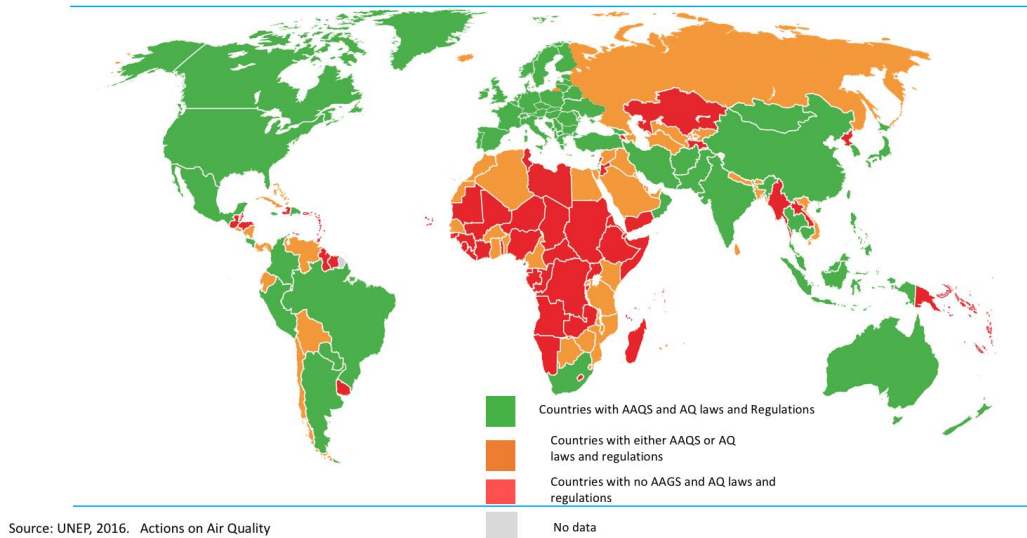 Countries with AAQS and AQ laws and Regulations
Countries with either AAQS or AQ
laws and regulations
Countries with no AAGS and AQ laws and
regulations
No data
Source: UNEP, 2016. Actions on Air Quality